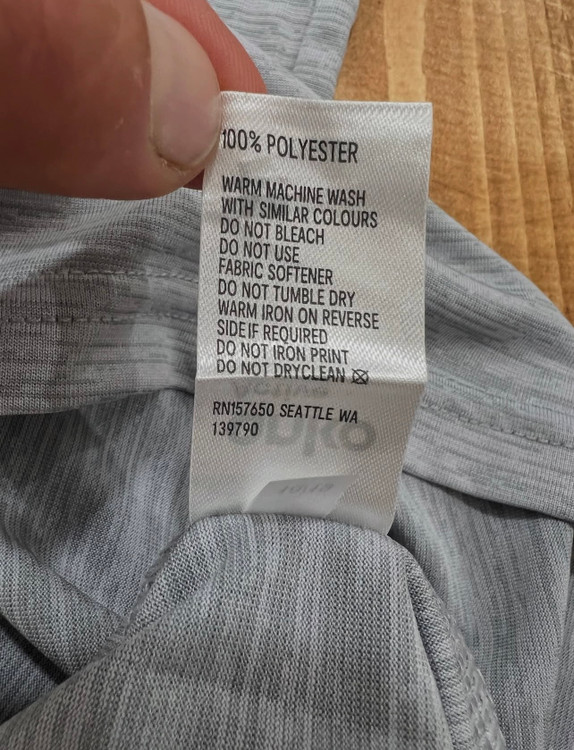 100% POLYESTER
WARM MACHINE WASH
WITH SIMILAR COLOURS
DO NOT BLEACH
DO NOT USE
FABRIC SOFTENER
DO NOT TUMBLE DRY
WARM IRON ON REVERSE
SIDE IF REQUIRED
DO NOT IRON PRINT
DO NOT DRYCLEAN
RN157650 SEATTLE WA
139790